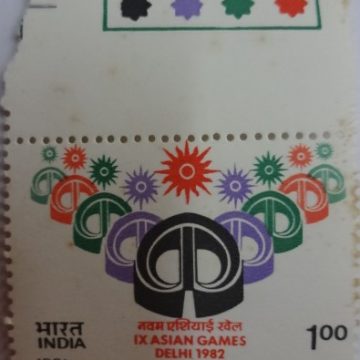 भारत
INDIA
नवम एशियाई खेल
IX ASIAN GAMES
DELHI 1982
1.00